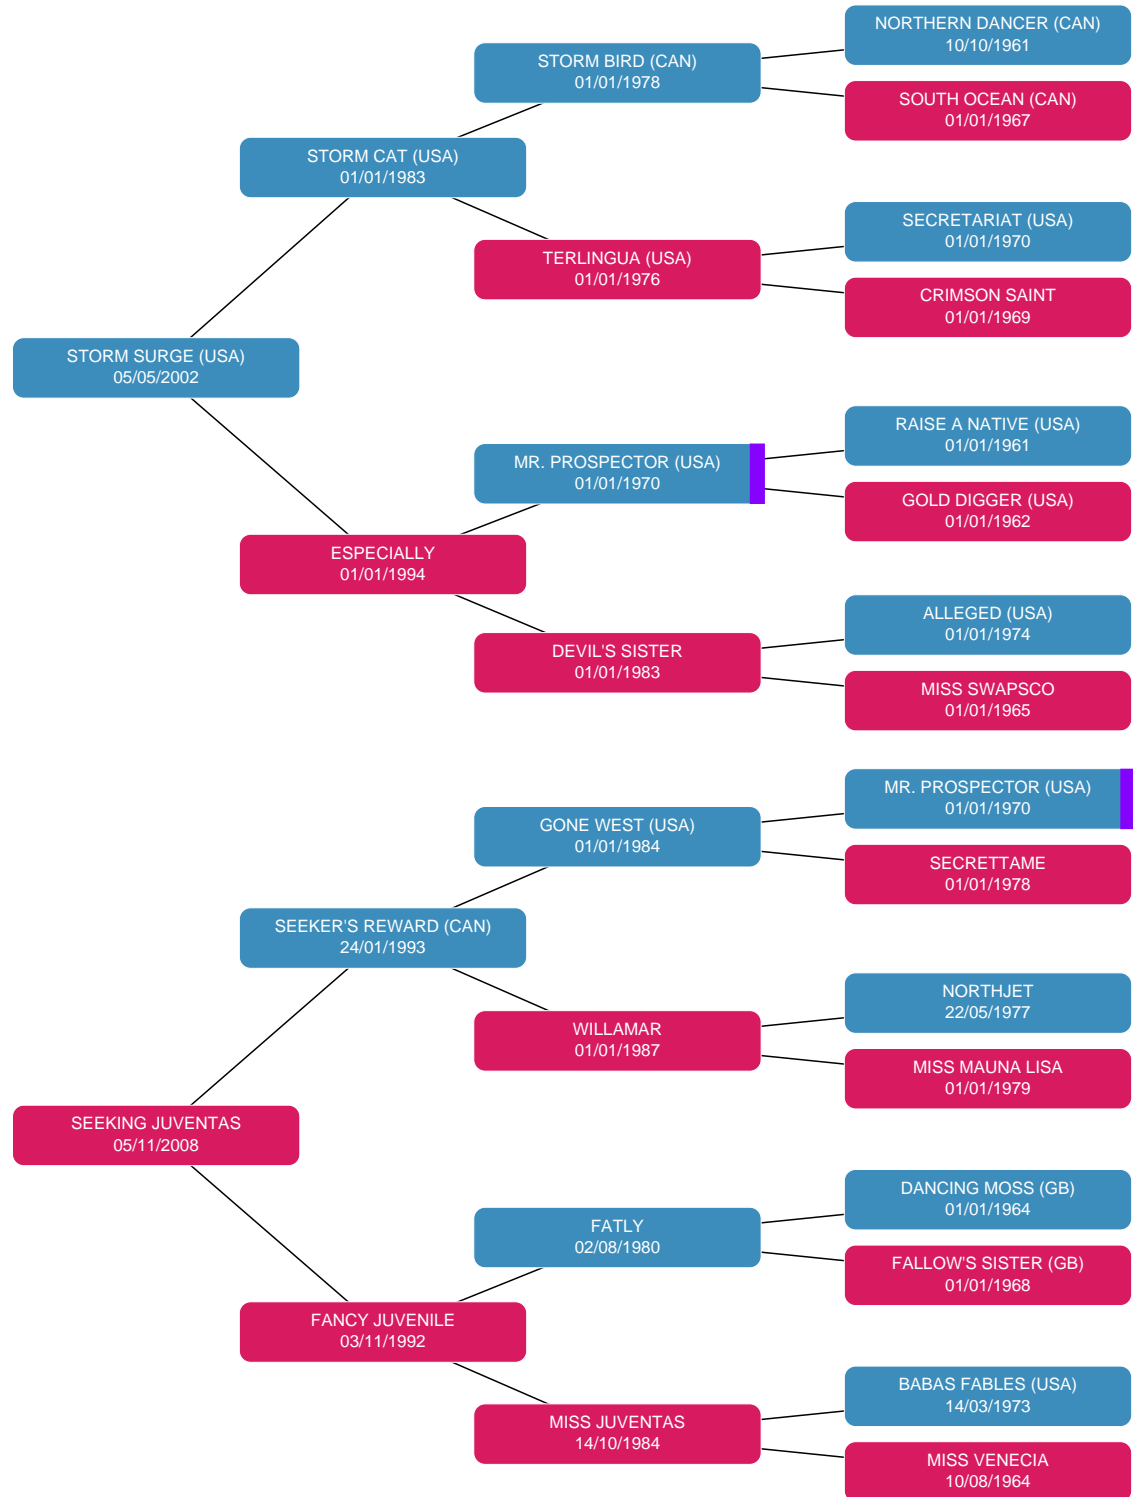 NORTHERN DANCER (CAN)
10/10/1961
STORM BIRD (CAN)
01/01/1978
SOUTH OCEAN (CAN)
01/01/1967
STORM CAT (USA)
01/01/1983
SECRETARIAT (USA)
01/01/1970
TERLINGUA (USA)
01/01/1976
CRIMSON SAINT
01/01/1969
STORM SURGE (USA)
05/05/2002
RAISE A NATIVE (USA)
01/01/1961
MR. PROSPECTOR (USA)
01/01/1970
GOLD DIGGER (USA)
01/01/1962
ESPECIALLY
01/01/1994
ALLEGED (USA)
01/01/1974
DEVIL'S SISTER
01/01/1983
MISS SWAPSCO
01/01/1965
MR. PROSPECTOR (USA)
01/01/1970
GONE WEST (USA)
01/01/1984
SECRETTAME
01/01/1978
SEEKER'S REWARD (CAN)
24/01/1993
NORTHJET
22/05/1977
WILLAMAR
01/01/1987
MISS MAUNA LISA
01/01/1979
SEEKING JUVENTAS
05/11/2008
DANCING MOSS (GB)
01/01/1964
FATLY
02/08/1980
FALLOW'S SISTER (GB)
01/01/1968
FANCY JUVENILE
03/11/1992
BABAS FABLES (USA)
14/03/1973
MISS JUVENTAS
14/10/1984
MISS VENECIA
10/08/1964